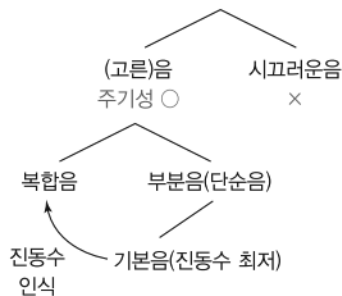 (고른)음 시끄러운음
주기성 ○ ×
복합음 부분음(단순음)
진동수 기본음(진동수 최저)
인식